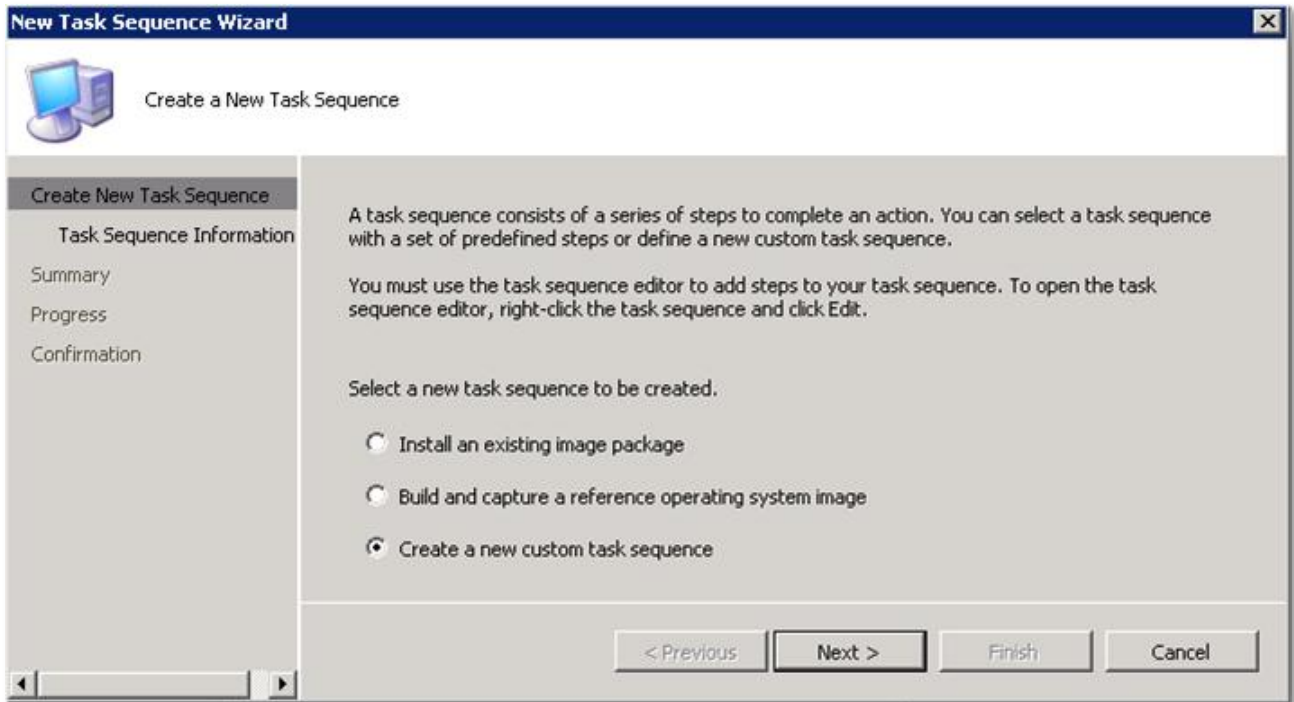 New Task Sequence Wizard
Create a New Task Sequence
Create New Task Sequence
Task Sequence Information
Summary
Progress
Confirmation
A task sequence consists of a series of steps to complete an action. You can select a task sequence
with a set of predefined steps or define a new custom task sequence.
You must use the task sequence editor to add steps to your task sequence. To open the task
sequence editor, right-click the task sequence and click Edit.
Select a new task sequence to be created.
Install an existing image package
Build and capture a reference operating system image
Create a new custom task sequence
< Previous
Next >
Finish
Cancel